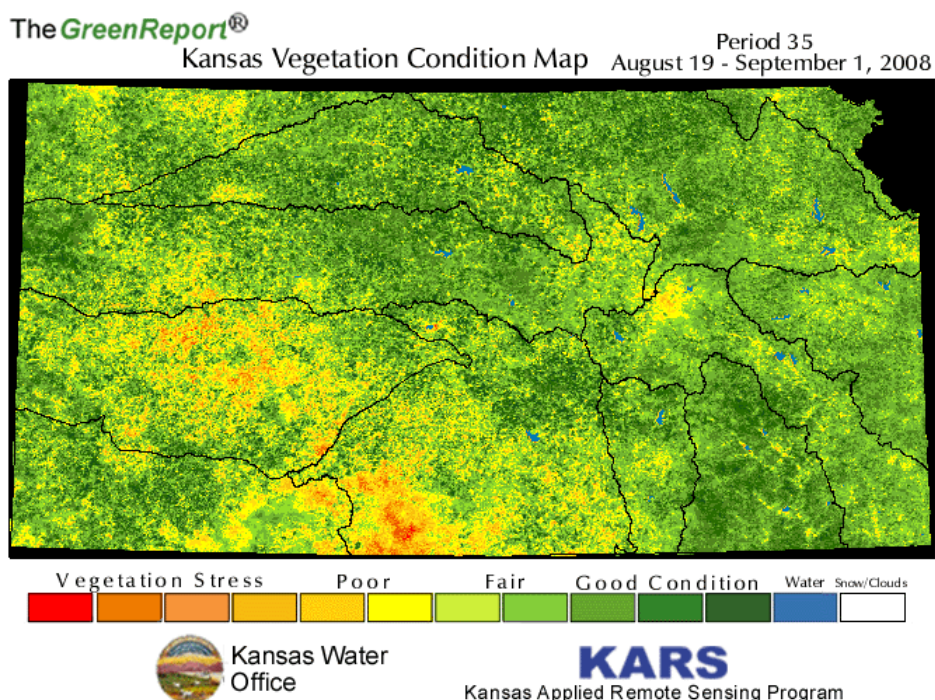 The GreenReport®
Kansas Vegetation Condition Map
Period 35
August 19 - September 1, 2008
Vegetation Stress Poor Fair Good Condition Water Snow/Clouds
Kansas Water
Office
KARS
Kansas Applied Remote Sensing Program